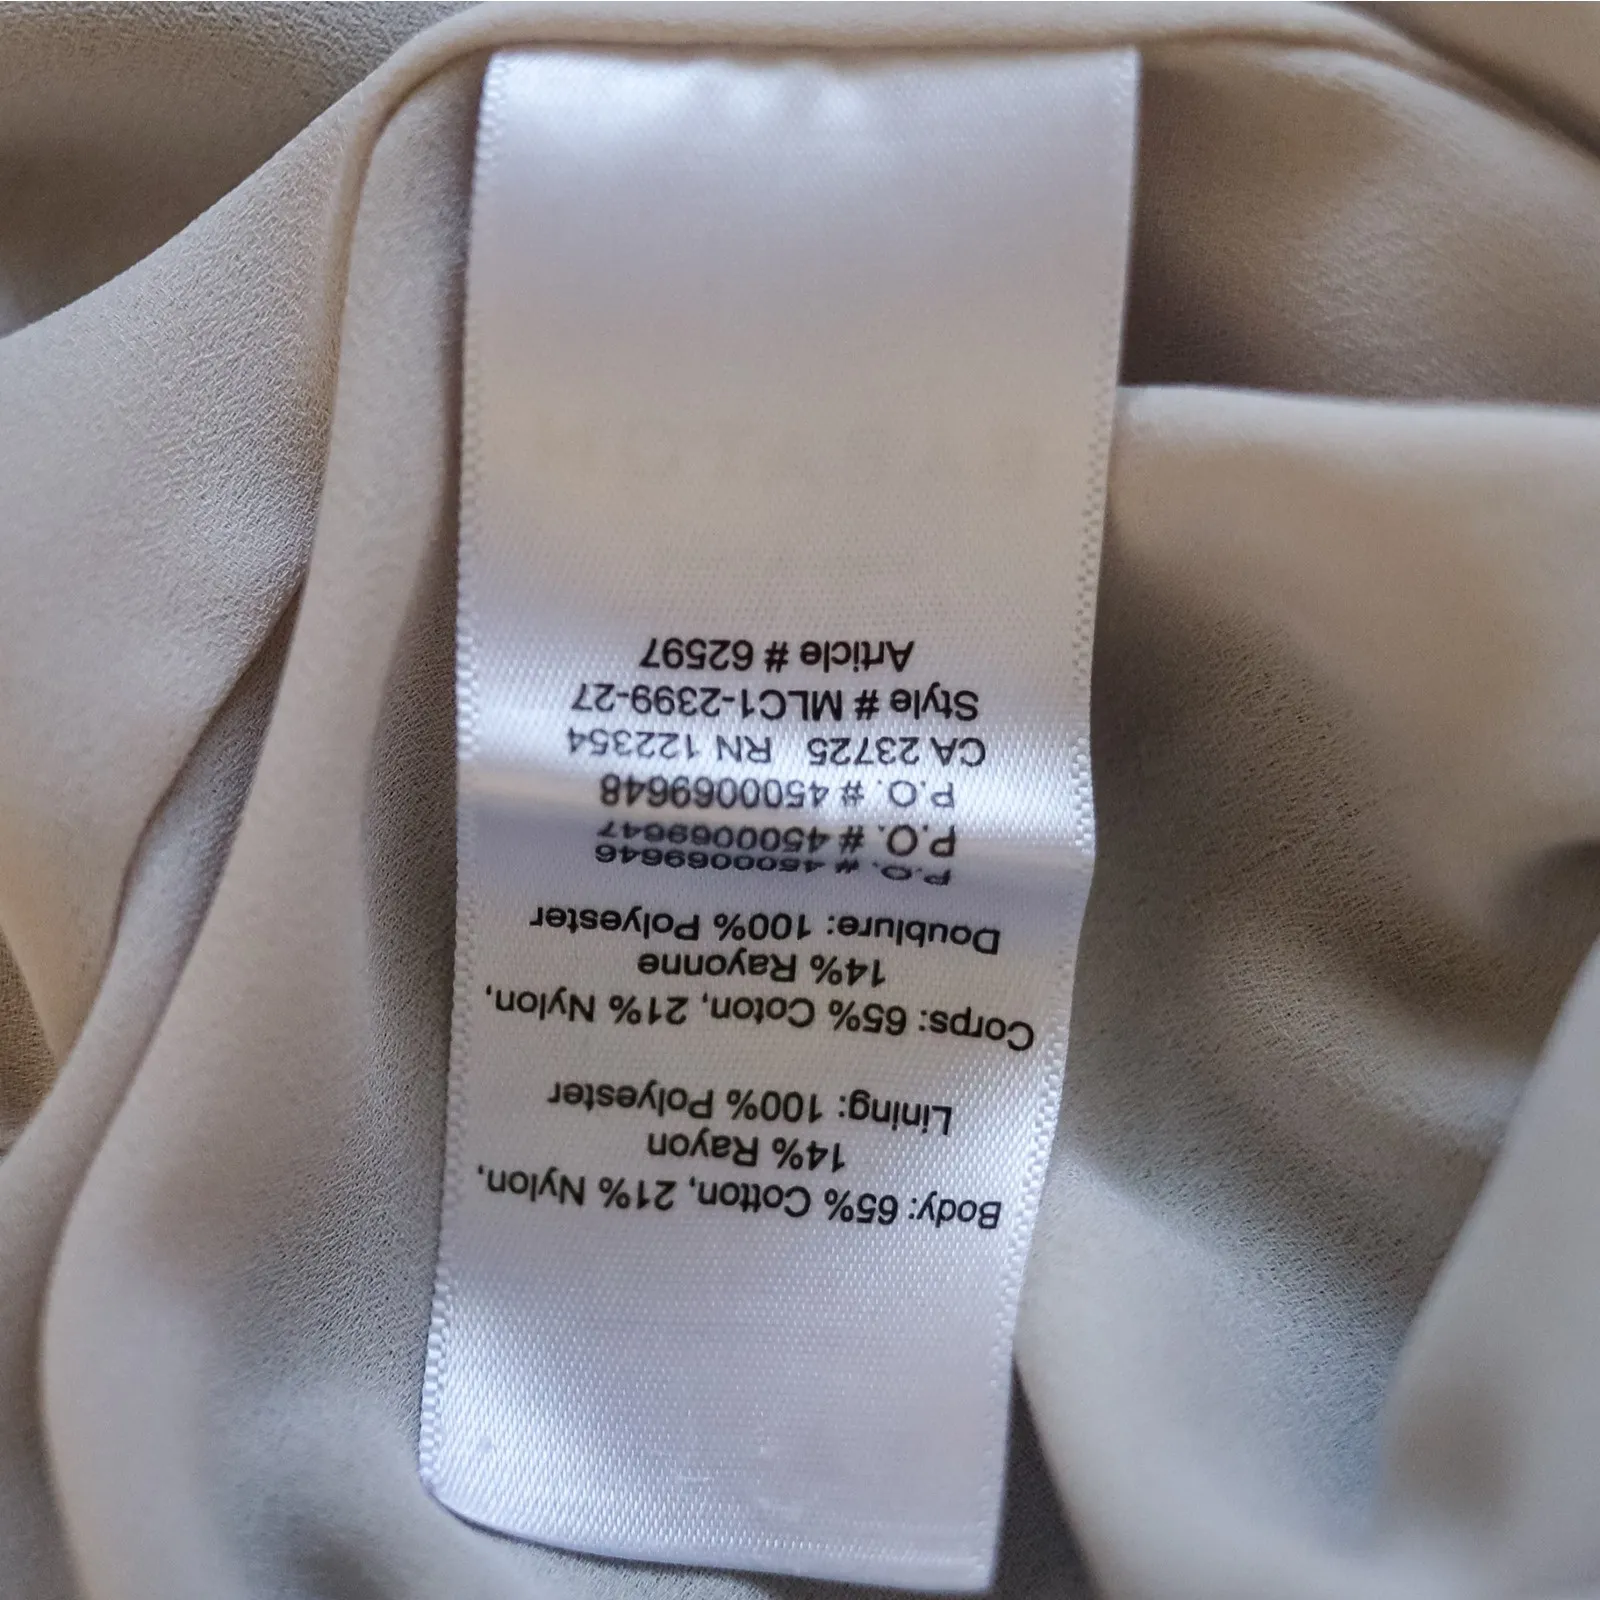 Body: 65% Cotton, 21% Nylon,
14% Rayon
Lining: 100% Polyester
Corps: 65% Coton, 21% Nylon,
14% Rayonne
Doublure: 100% Polyester
P.O. # 4500069646
P.O. # 4500069647
P.O. # 4500069648
CA 23725 RN 122354
Style # MLC1-2399-27
Article # 62597